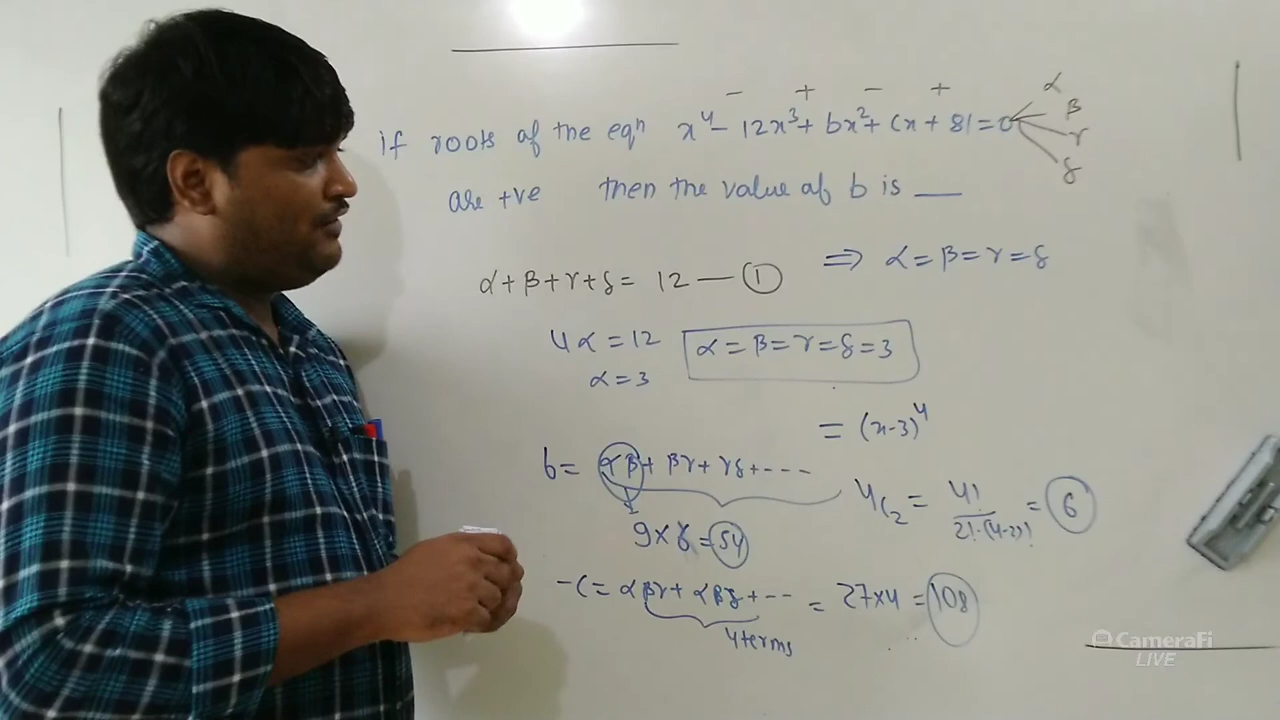 - + - +
if roots of the eqn x⁴ - 12x³ + bx² + cx + 81 = 0 α β γ δ
are +ve then the value of b is __
α + β + γ + δ = 12 — ① ⇒ α = β = γ = δ
4α = 12 α = β = γ = δ = 3
α = 3
= (x-3)⁴
b = αβ + βγ + γδ + ---- 4C₂ = 4!/2!·(4-2)! = 6
9 × 6 = 54
-c = αβγ + αβδ + -- = 27×4 = 108
4 terms
CameraFi
LIVE